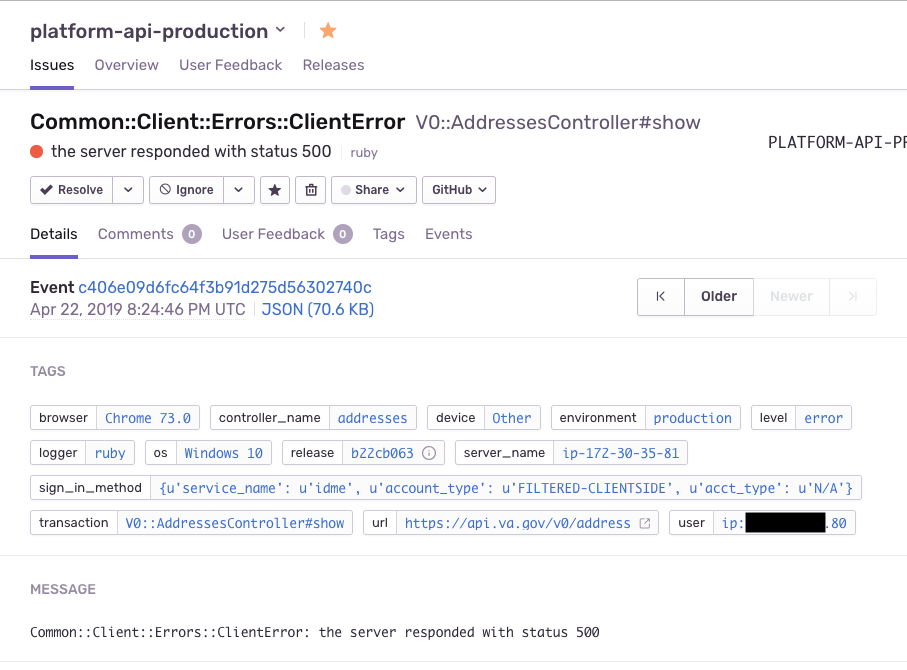 platform-api-production
Issues Overview User Feedback Releases
Common::Client::Errors::ClientError V0::AddressesController#show
the server responded with status 500 ruby
PLATFORM-API-PR
Resolve Ignore Share GitHub
Details Comments 0 User Feedback 0 Tags Events
Event c406e09d6fc64f3b91d275d56302740c
Apr 22, 2019 8:24:46 PM UTC JSON (70.6 KB)
Older Newer
TAGS
browser Chrome 73.0 controller_name addresses device Other environment production level error
logger ruby os Windows 10 release b22cb063 server_name ip-172-30-35-81
sign_in_method {u'service_name': u'idme', u'account_type': u'FILTERED-CLIENTSIDE', u'acct_type': u'N/A'}
transaction V0::AddressesController#show url https://api.va.gov/v0/address user ip: .80
MESSAGE
Common::Client::Errors::ClientError: the server responded with status 500